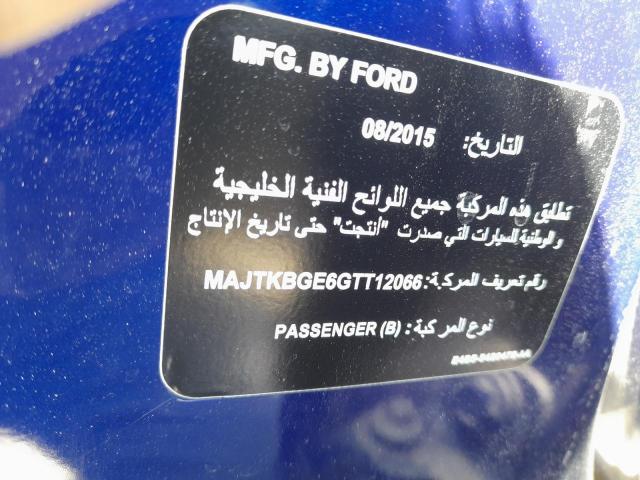 MFG. BY FORD
التاريخ: 08/2015
تطابق هذه المركبة جميع اللوائح الفنية الخليجية
و الوطنية للسيارات التي صدرت "أنتجت" حتى تاريخ الإنتاج
رقم تعريف المركبة: MAJTKBGE6GTT12066
نوع المركبة: PASSENGER (B)